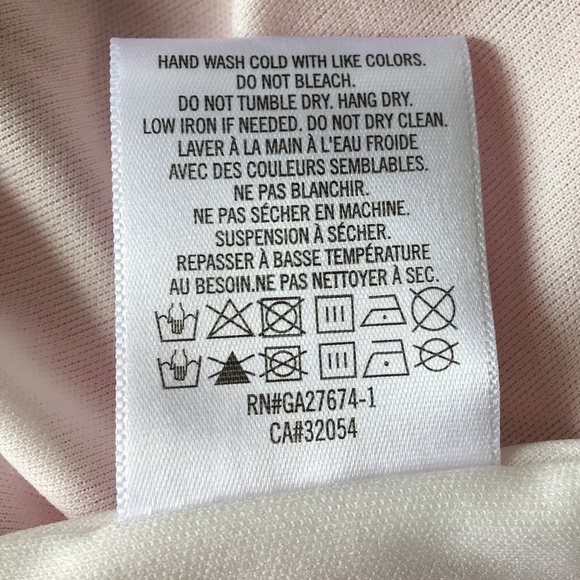 HAND WASH COLD WITH LIKE COLORS.
DO NOT BLEACH.
DO NOT TUMBLE DRY. HANG DRY.
LOW IRON IF NEEDED. DO NOT DRY CLEAN.
LAVER À LA MAIN À L'EAU FROIDE
AVEC DES COULEURS SEMBLABLES.
NE PAS BLANCHIR.
NE PAS SÉCHER EN MACHINE.
SUSPENSION À SÉCHER.
REPASSER À BASSE TEMPÉRATURE
AU BESOIN.NE PAS NETTOYER À SEC.
RN#GA27674-1
CA#32054